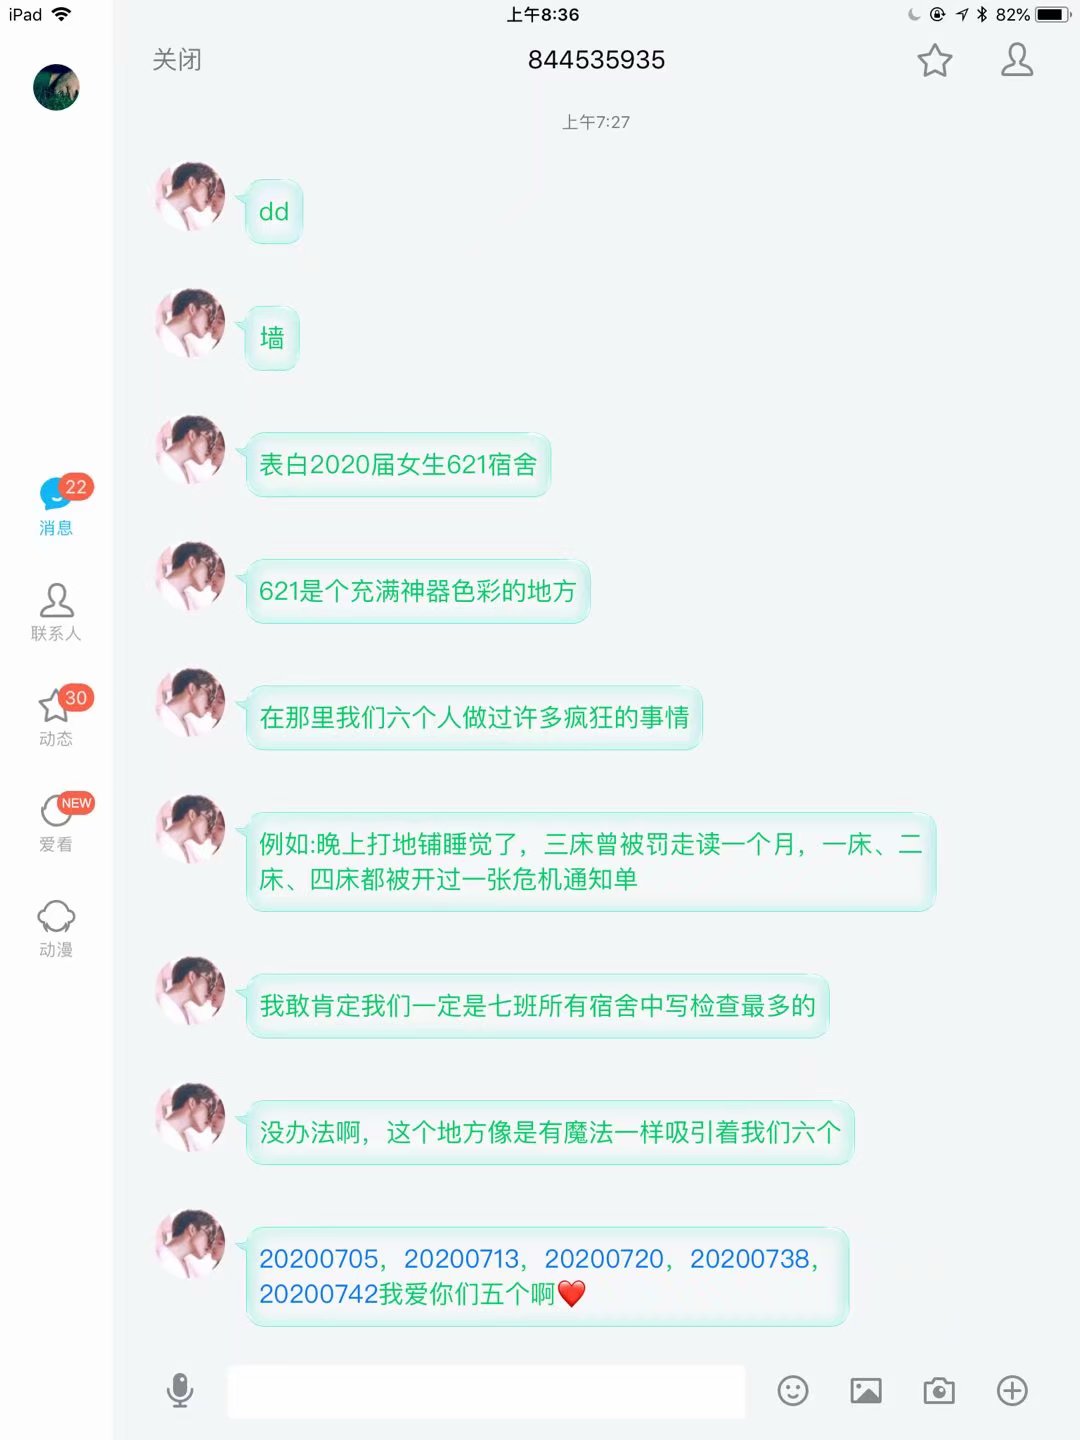 iPad 上午8:36 82%
关闭 844535935
上午7:27
dd
墙
表白2020届女生621宿舍
621是个充满神器色彩的地方
在那里我们六个人做过许多疯狂的事情
例如:晚上打地铺睡觉了，三床曾被罚走读一个月，一床、二
床、四床都被开过一张危机通知单
我敢肯定我们一定是七班所有宿舍中写检查最多的
没办法啊，这个地方像是有魔法一样吸引着我们六个
20200705，20200713，20200720，20200738，
20200742我爱你们五个啊❤️
22
消息
联系人
30
动态
NEW
爱看
动漫